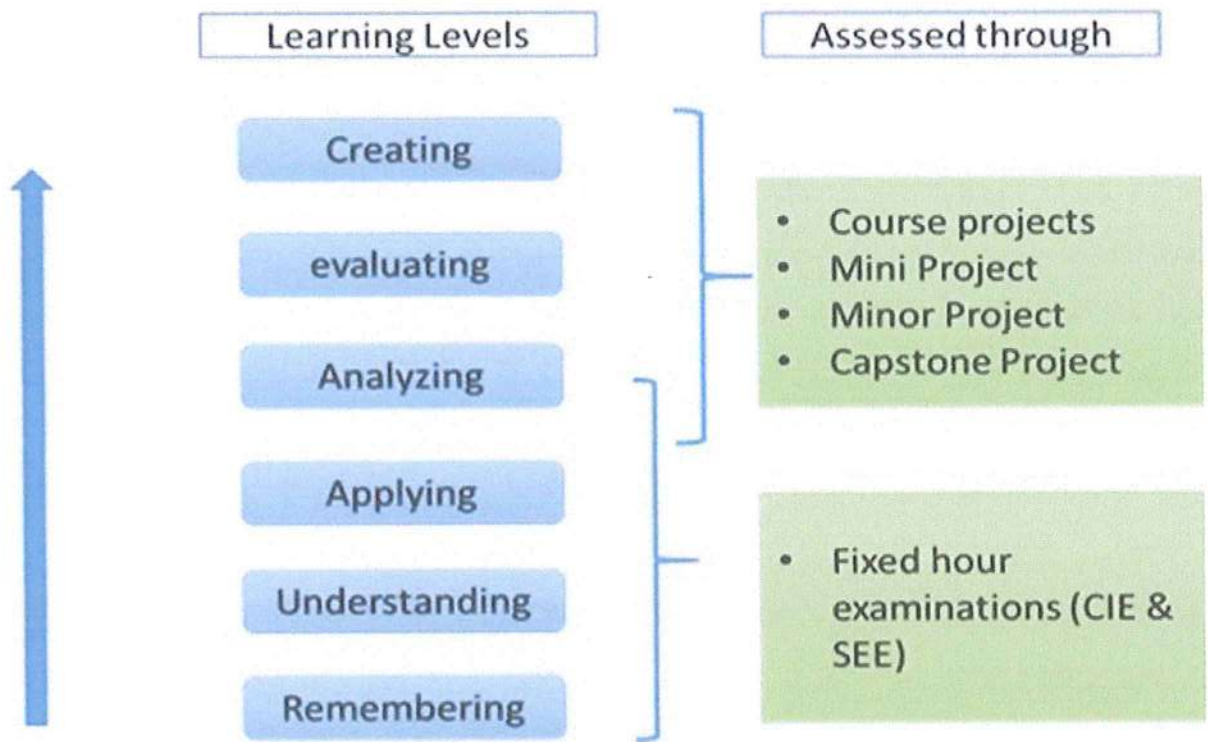 Learning Levels
Assessed through
Creating
evaluating
Analyzing
Applying
Understanding
Remembering
• Course projects
• Mini Project
• Minor Project
• Capstone Project
• Fixed hour
examinations (CIE &
SEE)